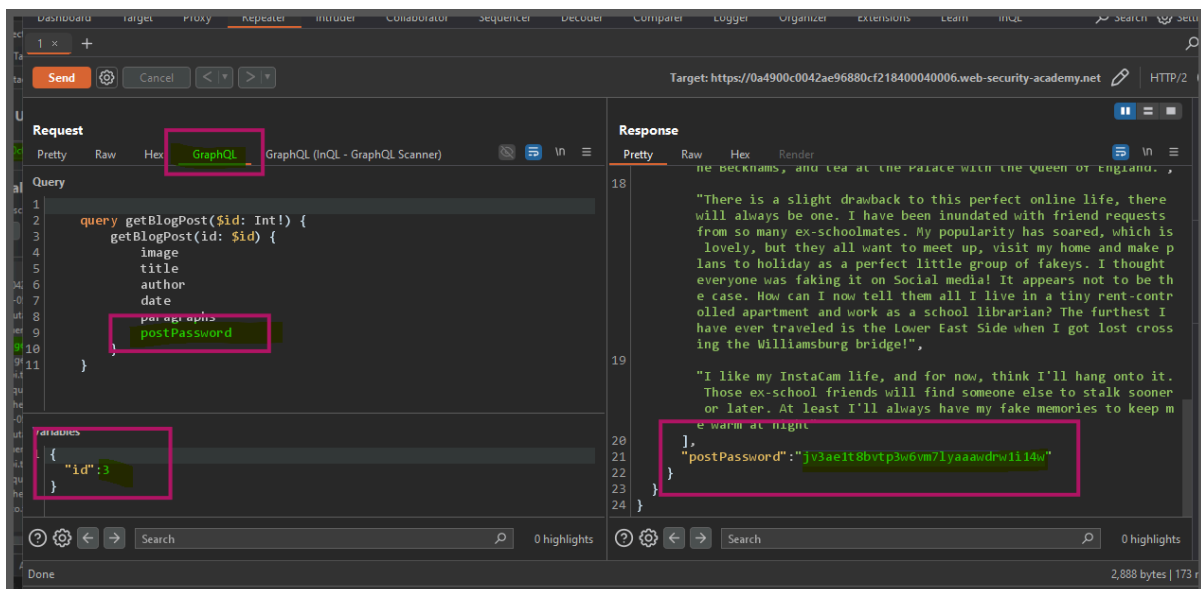 Dashboard Target Proxy Repeater Intruder Collaborator Sequencer Decoder Comparer Logger Organizer Extensions Learn InQL Search
1 × +
Send Cancel < > Target: https://0a4900c0042ae96880cf218400040006.web-security-academy.net HTTP/2
Request
Pretty Raw Hex GraphQL GraphQL (InQL - GraphQL Scanner) \n
Query
1
2 query getBlogPost($id: Int!) {
3 getBlogPost(id: $id) {
4 image
5 title
6 author
7 date
8 paragraphs
9 postPassword
10 }
11 }
Variables
1 {
"id":3
}
Search 0 highlights
Response
Pretty Raw Hex Render \n
he Beckhams, and tea at the Palace with the Queen of England.",
18
"There is a slight drawback to this perfect online life, there
will always be one. I have been inundated with friend requests
from so many ex-schoolmates. My popularity has soared, which is
lovely, but they all want to meet up, visit my home and make p
lans to holiday as a perfect little group of fakeys. I thought
everyone was faking it on Social media! It appears not to be th
e case. How can I now tell them all I live in a tiny rent-contr
olled apartment and work as a school librarian? The furthest I
have ever traveled is the Lower East Side when I got lost cross
ing the Williamsburg bridge!",
19
"I like my InstaCam life, and for now, think I'll hang onto it.
Those ex-school friends will find someone else to stalk sooner
or later. At least I'll always have my fake memories to keep m
e warm at night
20 ],
21 "postPassword":"jv3ae1t8bvtp3w6vm7lyaaawdrw1i14w"
22 }
23 }
24 }
Search 0 highlights
Done 2,888 bytes | 173